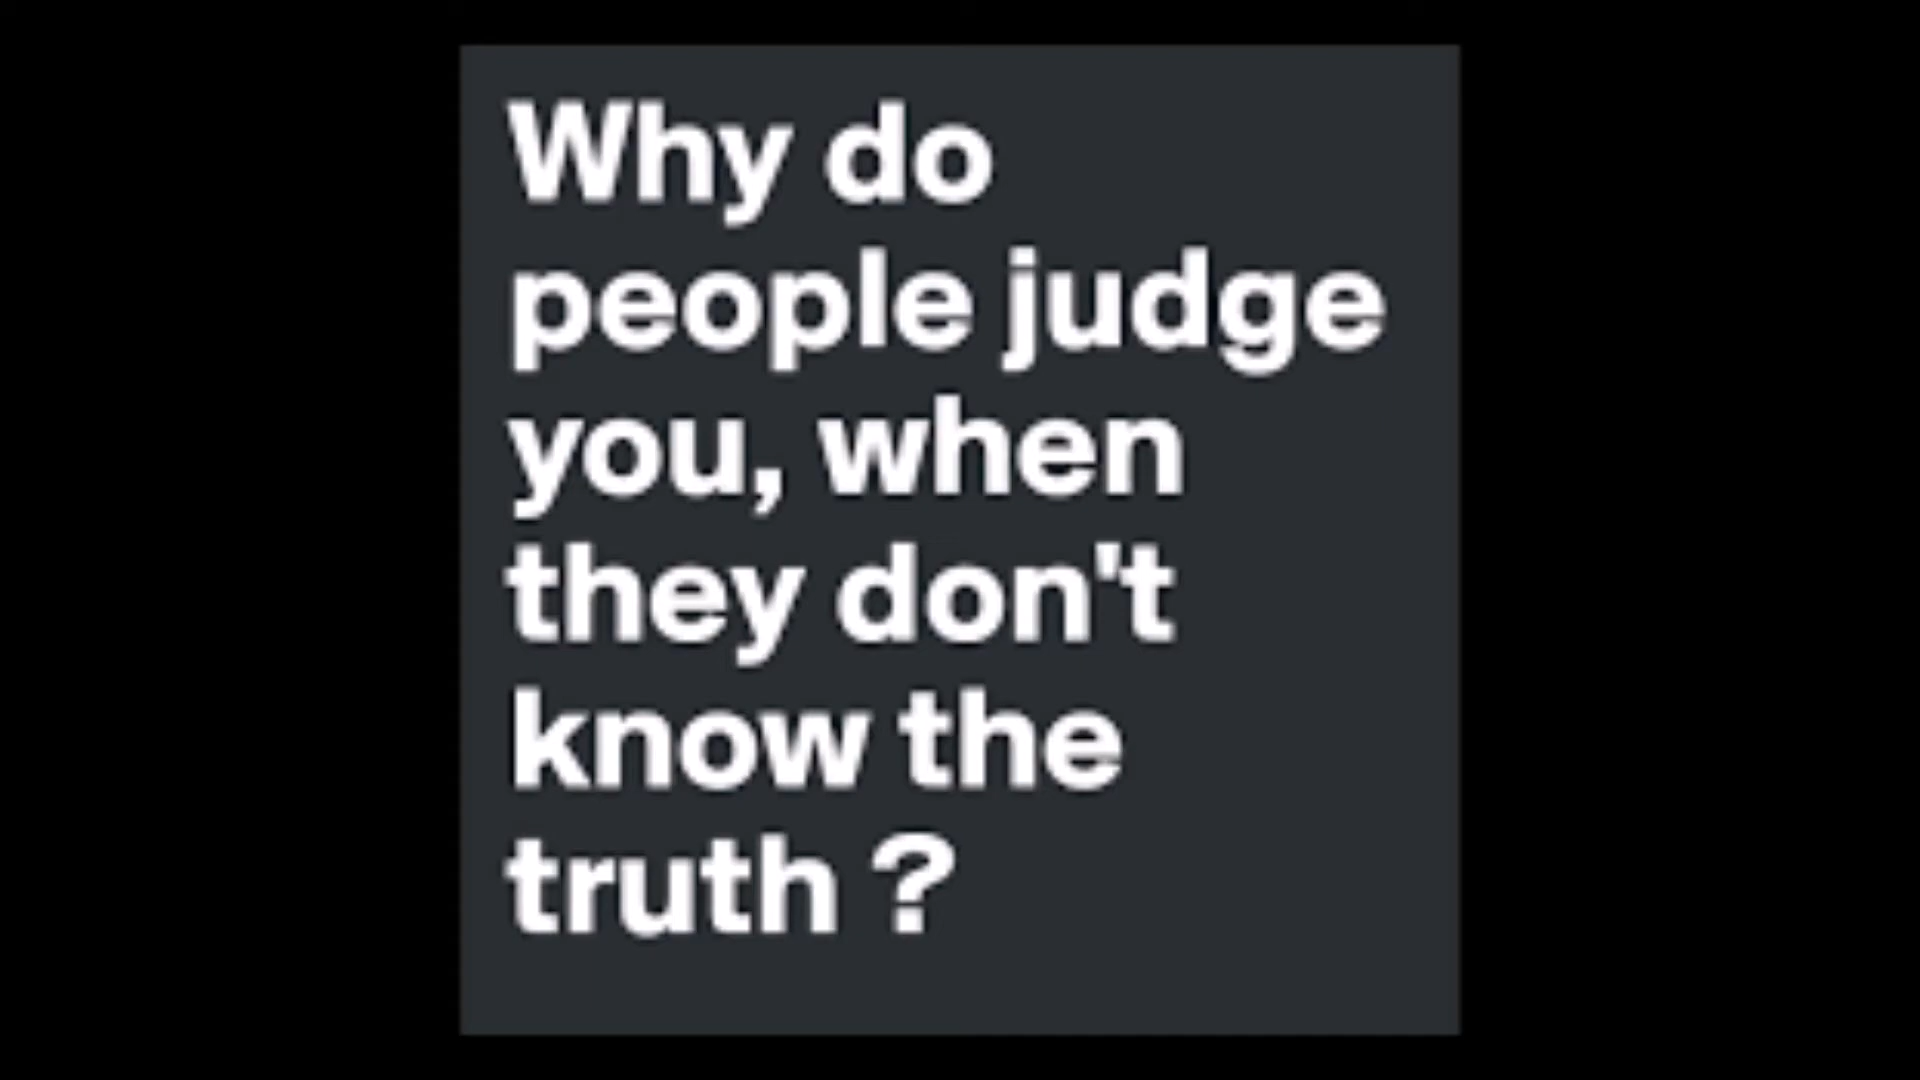 Why do
people judge
you, when
they don't
know the
truth ?